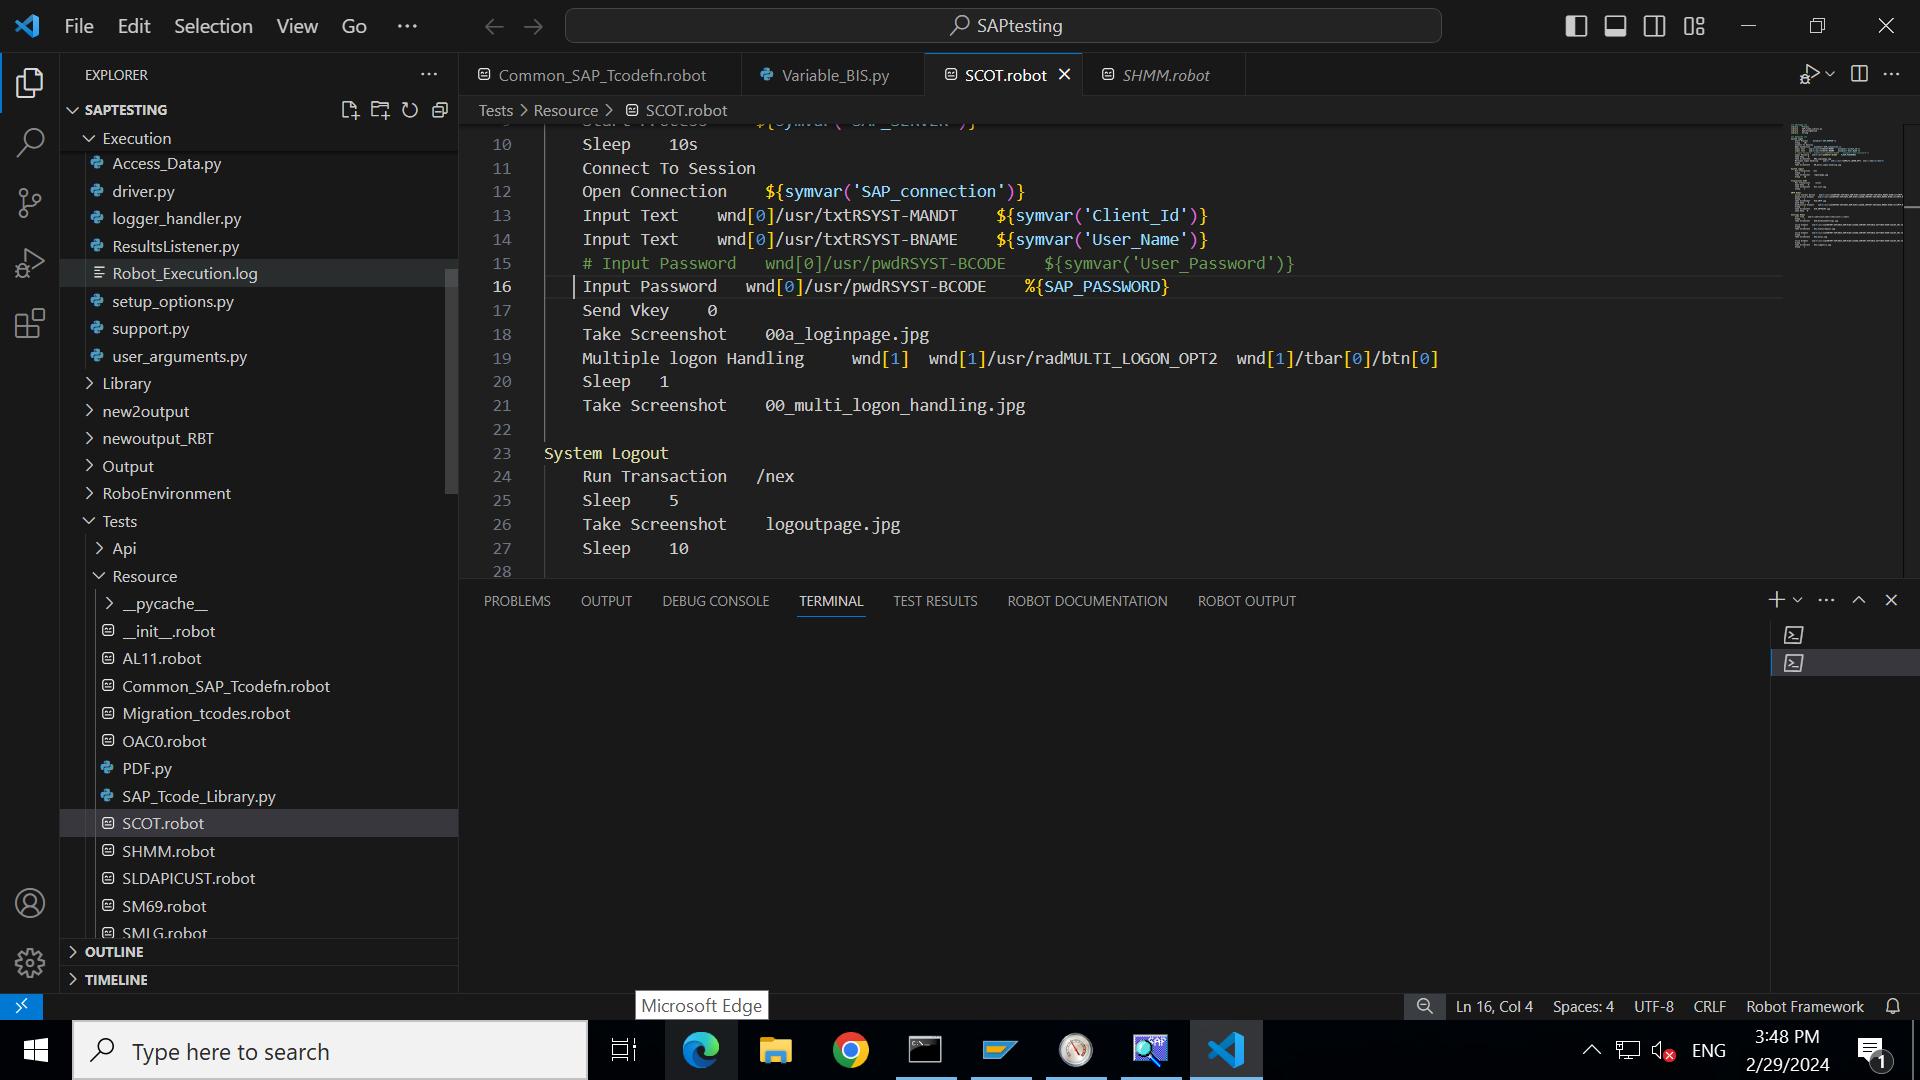 File Edit Selection View Go ···
SAPtesting
EXPLORER
SAPTESTING
Execution
Access_Data.py
driver.py
logger_handler.py
ResultsListener.py
Robot_Execution.log
setup_options.py
support.py
user_arguments.py
Library
new2output
newoutput_RBT
Output
RoboEnvironment
Tests
Api
Resource
__pycache__
__init__.robot
AL11.robot
Common_SAP_Tcodefn.robot
Migration_tcodes.robot
OAC0.robot
PDF.py
SAP_Tcode_Library.py
SCOT.robot
SHMM.robot
SLDAPICUST.robot
SM69.robot
SMLG.robot
OUTLINE
TIMELINE
Common_SAP_Tcodefn.robot Variable_BIS.py SCOT.robot SHMM.robot
Tests > Resource > SCOT.robot
9 Start Process ${symvar('SAP_SERVER')}
10 Sleep 10s
11 Connect To Session
12 Open Connection ${symvar('SAP_connection')}
13 Input Text wnd[0]/usr/txtRSYST-MANDT ${symvar('Client_Id')}
14 Input Text wnd[0]/usr/txtRSYST-BNAME ${symvar('User_Name')}
15 # Input Password wnd[0]/usr/pwdRSYST-BCODE ${symvar('User_Password')}
16 Input Password wnd[0]/usr/pwdRSYST-BCODE %{SAP_PASSWORD}
17 Send Vkey 0
18 Take Screenshot 00a_loginpage.jpg
19 Multiple logon Handling wnd[1] wnd[1]/usr/radMULTI_LOGON_OPT2 wnd[1]/tbar[0]/btn[0]
20 Sleep 1
21 Take Screenshot 00_multi_logon_handling.jpg
22
23 System Logout
24 Run Transaction /nex
25 Sleep 5
26 Take Screenshot logoutpage.jpg
27 Sleep 10
28
PROBLEMS OUTPUT DEBUG CONSOLE TERMINAL TEST RESULTS ROBOT DOCUMENTATION ROBOT OUTPUT
Microsoft Edge
Ln 16, Col 4 Spaces: 4 UTF-8 CRLF Robot Framework
Type here to search
ENG
3:48 PM
2/29/2024
1